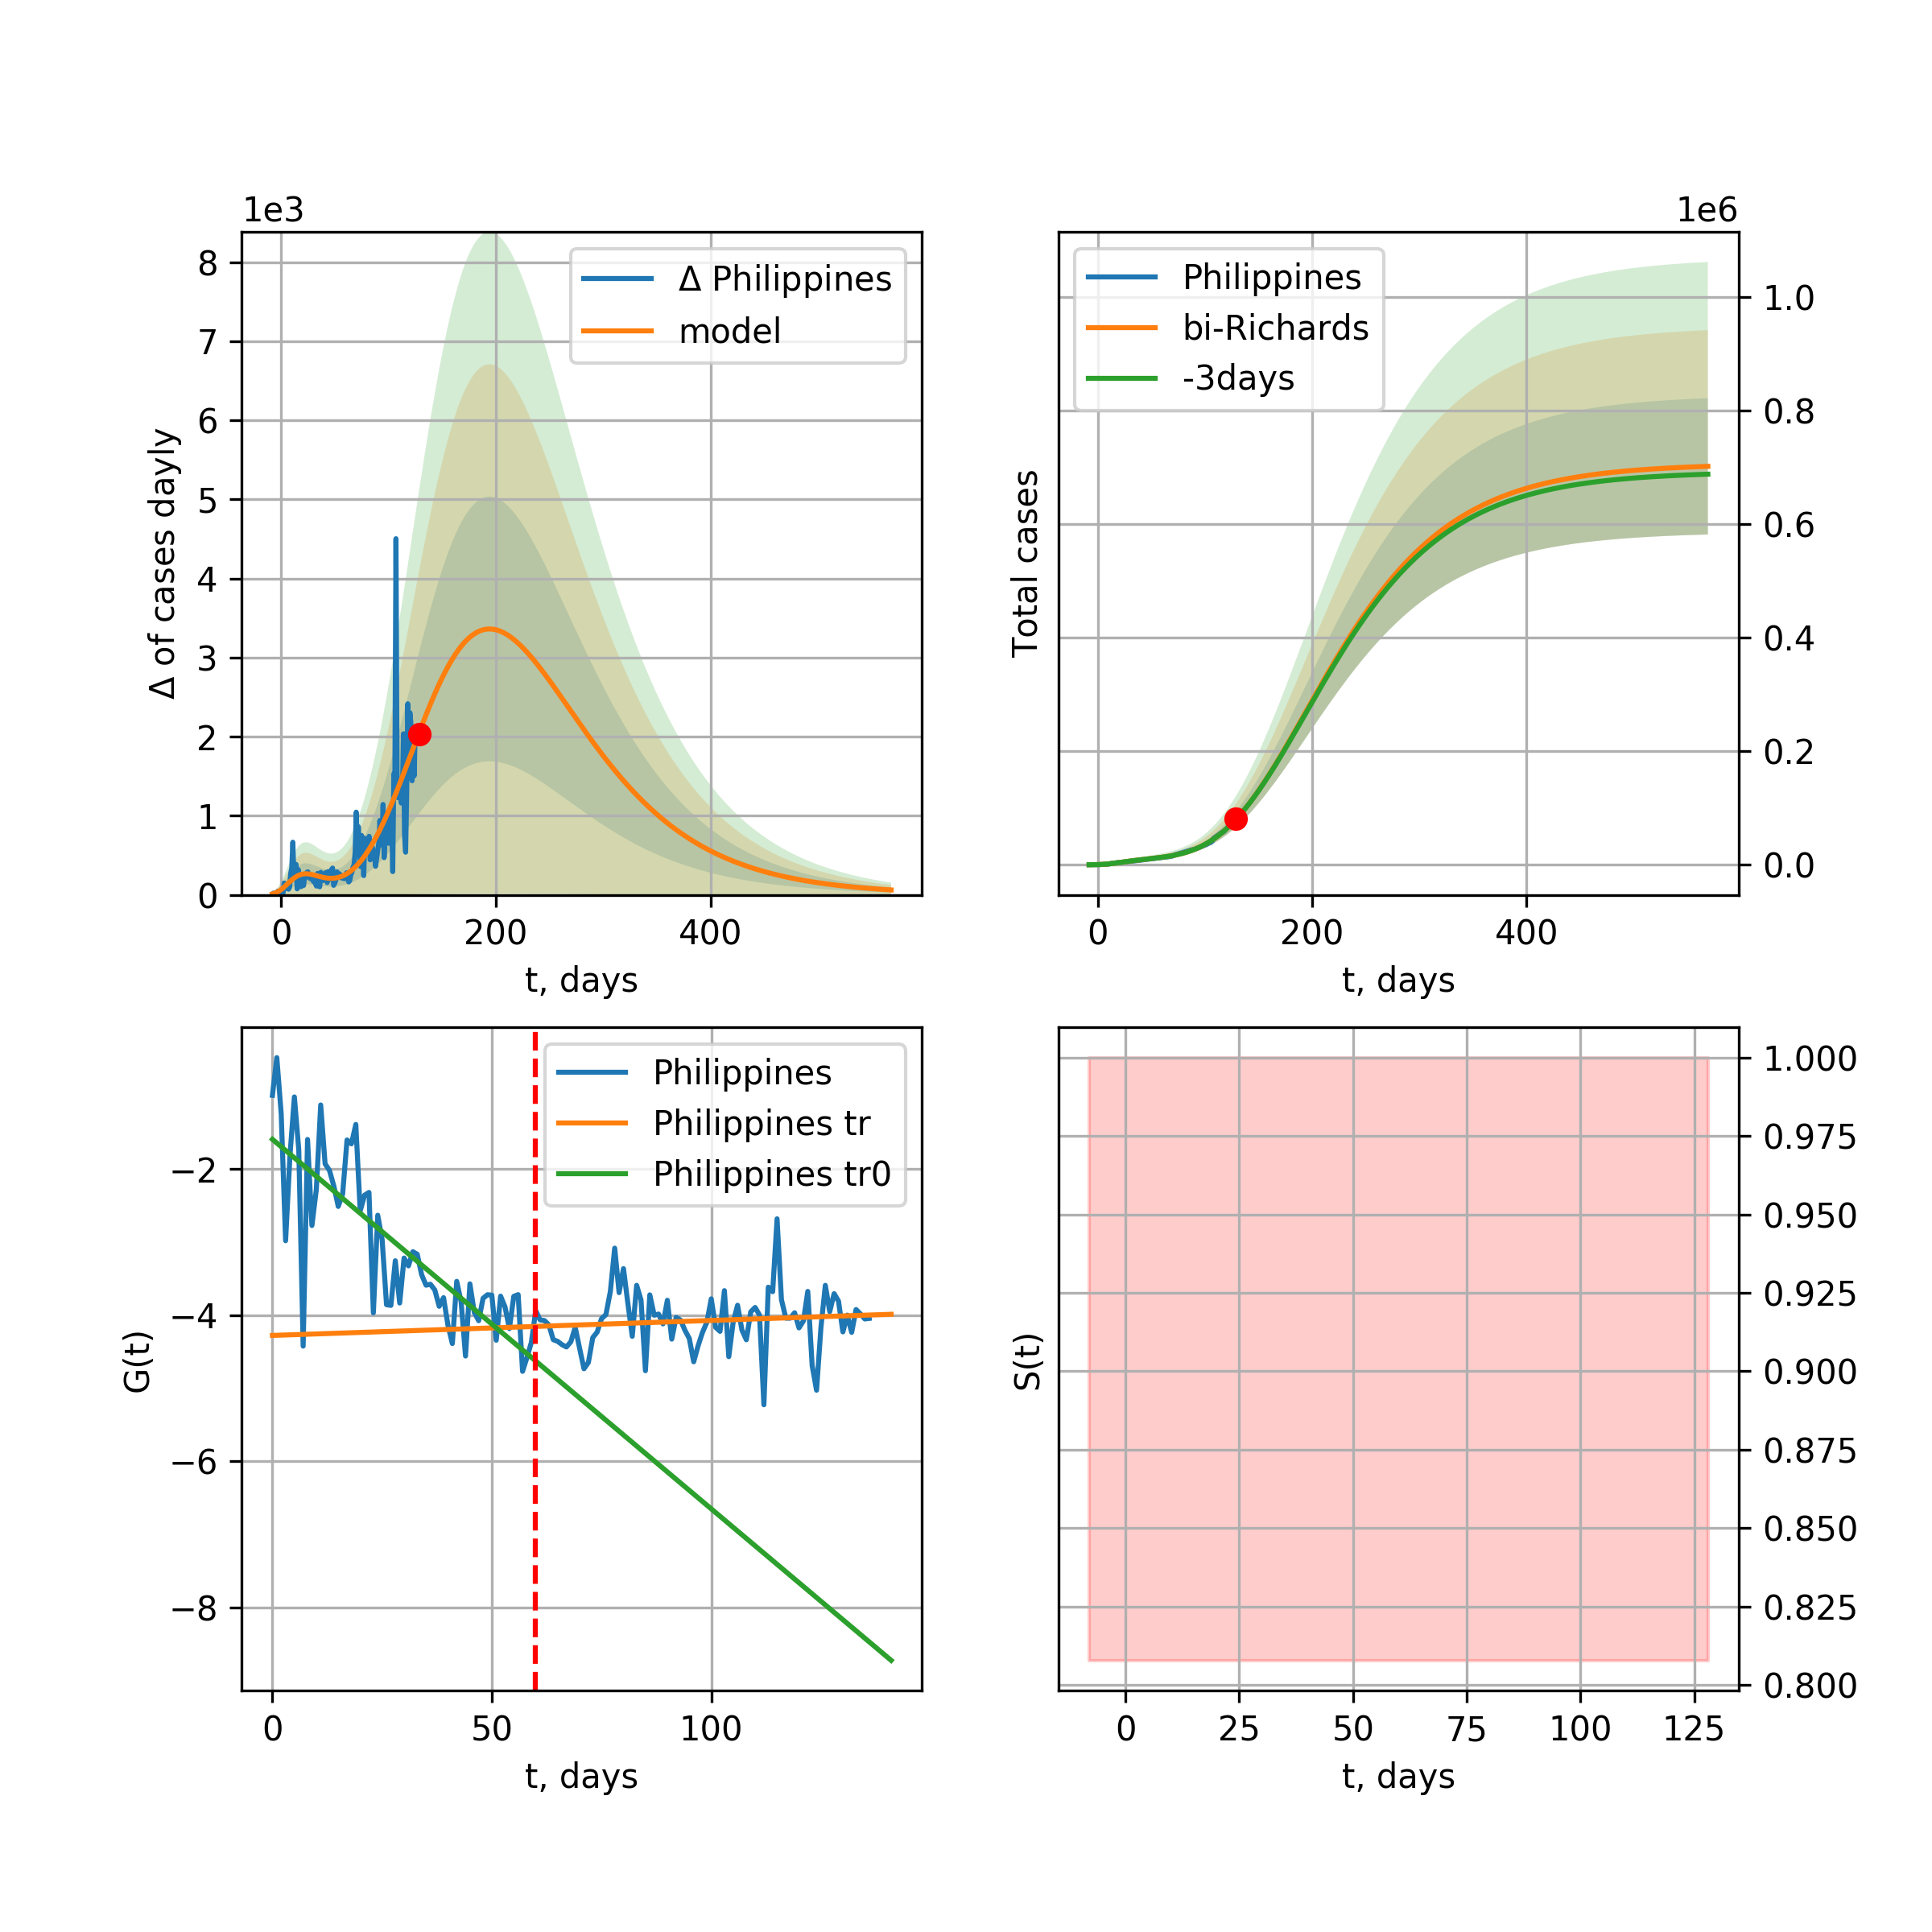 1e3
8
7
6
5
4
3
2
1
0
Δ of cases dayly
Δ Philippines
model
0 200 400
t, days
1e6
Philippines
bi-Richards
-3days
Total cases
1.0
0.8
0.6
0.4
0.2
0.0
0 200 400
t, days
Philippines
Philippines tr
Philippines tr0
−2
−4
−6
−8
G(t)
0 50 100
t, days
S(t)
1.000
0.975
0.950
0.925
0.900
0.875
0.850
0.825
0.800
0 25 50 75 100 125
t, days